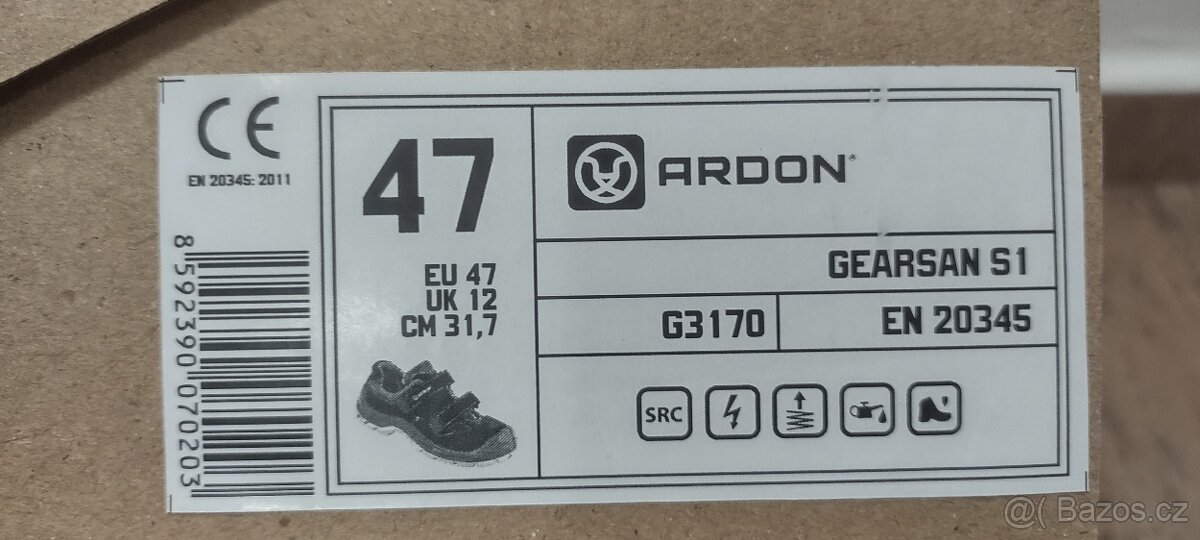 CE
EN 20345: 2011
8 592390 070203
47
EU 47
UK 12
CM 31,7
ARDON®
GEARSAN S1
G3170
EN 20345
SRC
@( Bazos.cz